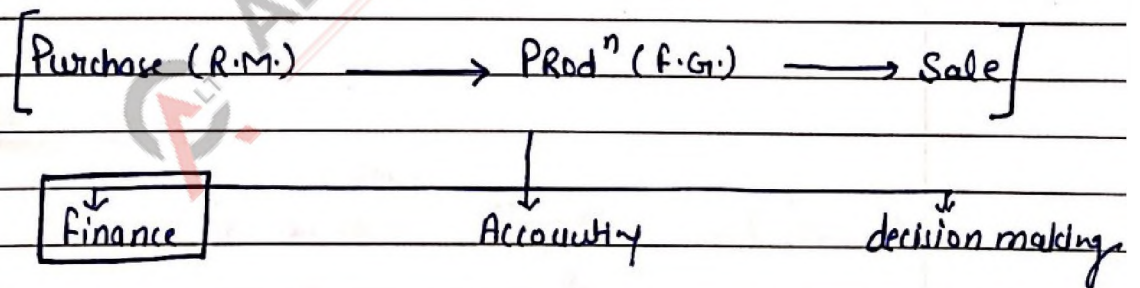 [Purchase (R.M.) → PRodⁿ (F.G.) → Sale]
finance Accounting decision making